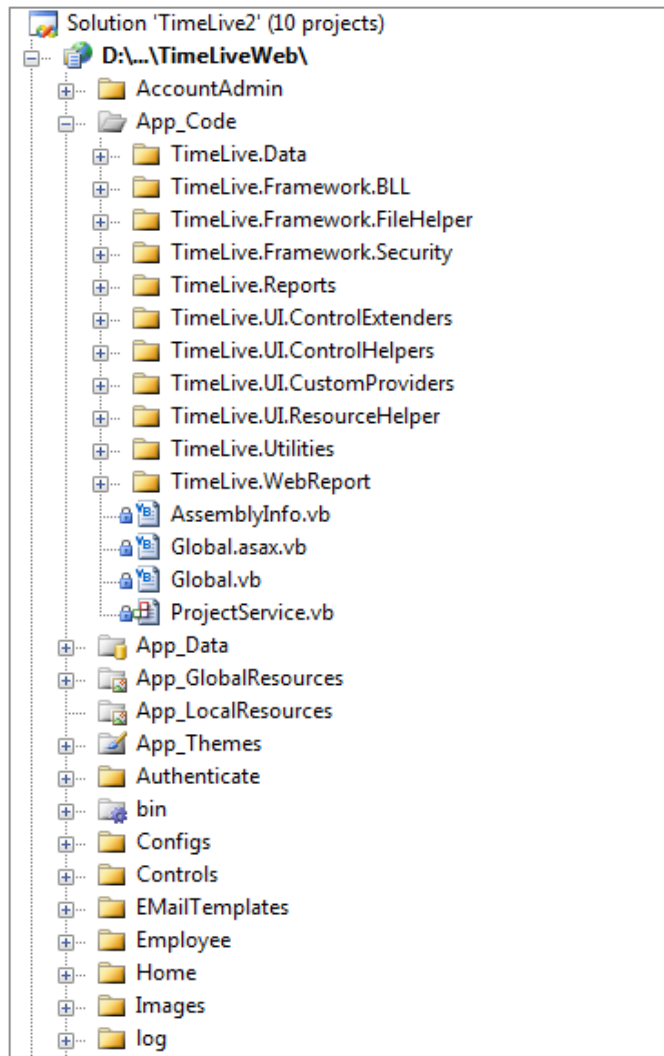 Solution 'TimeLive2' (10 projects)
D:\...\TimeLiveWeb\
AccountAdmin
App_Code
TimeLive.Data
TimeLive.Framework.BLL
TimeLive.Framework.FileHelper
TimeLive.Framework.Security
TimeLive.Reports
TimeLive.UI.ControlExtenders
TimeLive.UI.ControlHelpers
TimeLive.UI.CustomProviders
TimeLive.UI.ResourceHelper
TimeLive.Utilities
TimeLive.WebReport
AssemblyInfo.vb
Global.asax.vb
Global.vb
ProjectService.vb
App_Data
App_GlobalResources
App_LocalResources
App_Themes
Authenticate
bin
Configs
Controls
EMailTemplates
Employee
Home
Images
log